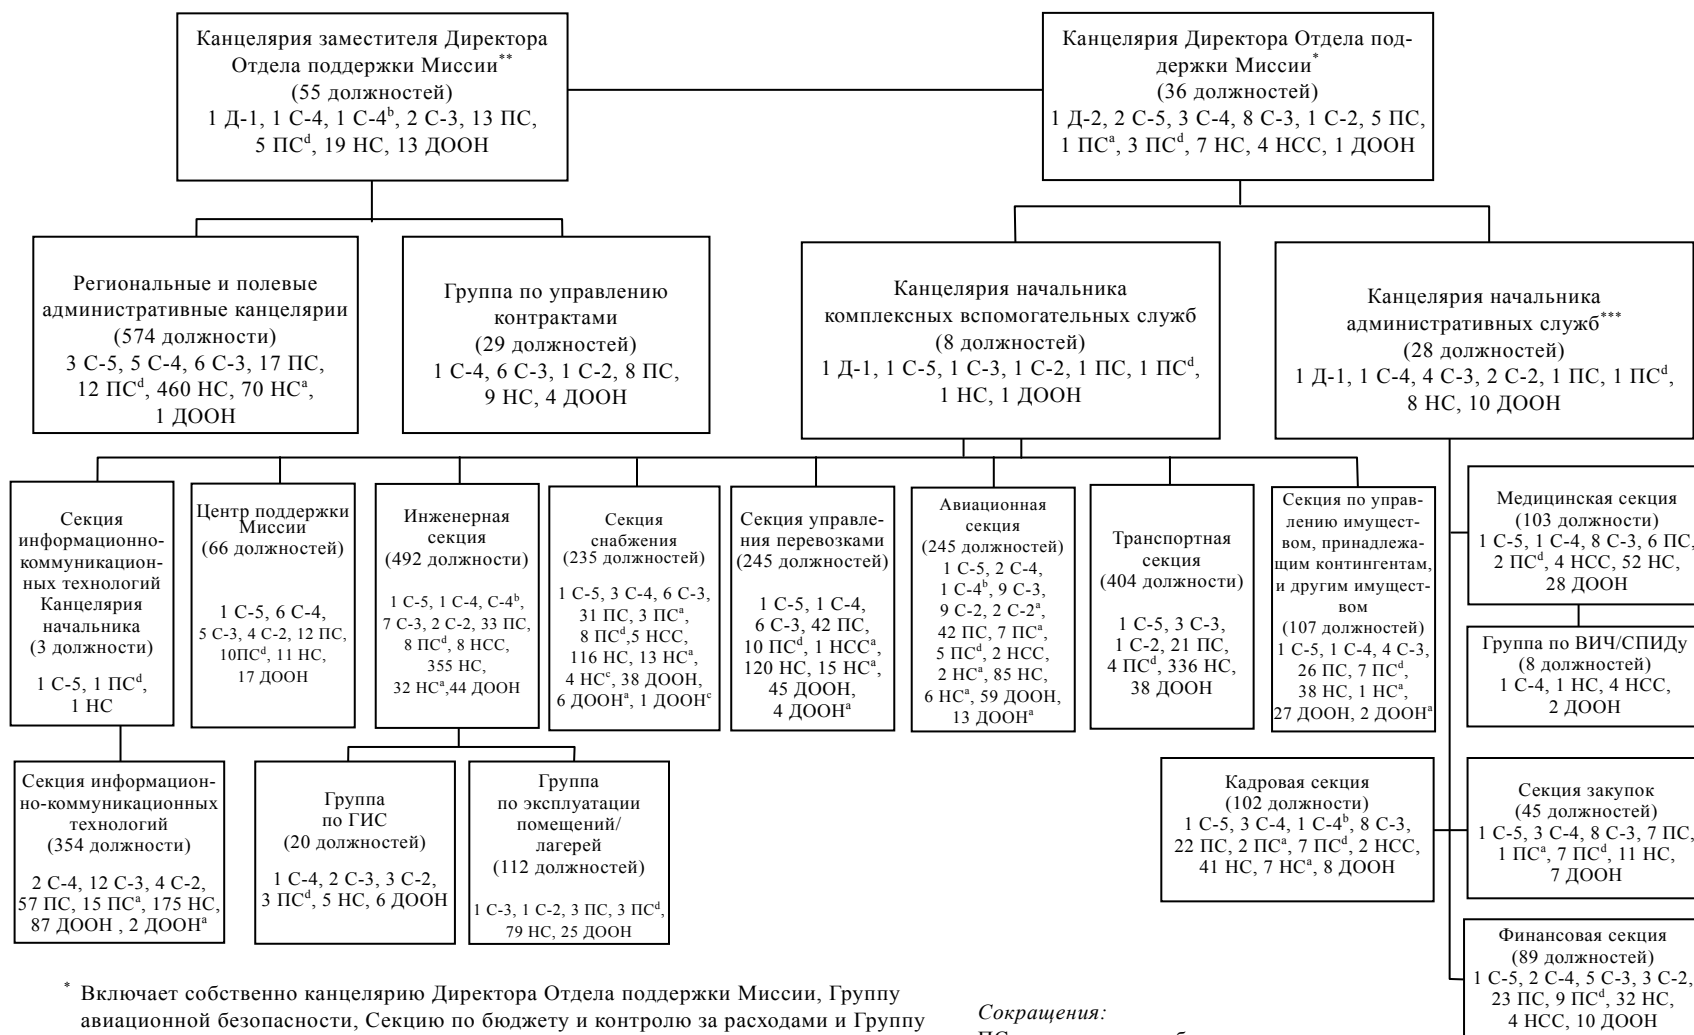 Канцелярия заместителя Директора
Отдела поддержки Миссии**
(55 должностей)
1 Д-1, 1 С-4, 1 С-4b, 2 С-3, 13 ПС,
5 ПСd, 19 НС, 13 ДООН
Канцелярия Директора Отдела под-
держки Миссии*
(36 должностей)
1 Д-2, 2 С-5, 3 С-4, 8 С-3, 1 С-2, 5 ПС,
1 ПСa, 3 ПСd, 7 НС, 4 НСС, 1 ДООН
Региональные и полевые
административные канцелярии
(574 должности)
3 С-5, 5 С-4, 6 С-3, 17 ПС,
12 ПСd, 460 НС, 70 НСa,
1 ДООН
Группа по управлению
контрактами
(29 должностей)
1 С-4, 6 С-3, 1 С-2, 8 ПС,
9 НС, 4 ДООН
Канцелярия начальника
комплексных вспомогательных служб
(8 должностей)
1 Д-1, 1 С-5, 1 С-3, 1 С-2, 1 ПС, 1 ПСd,
1 НС, 1 ДООН
Канцелярия начальника
административных служб***
(28 должностей)
1 Д-1, 1 С-4, 4 С-3, 2 С-2, 1 ПС, 1 ПСd,
8 НС, 10 ДООН
Секция
информационно-
коммуникацион-
ных технологий
Канцелярия
начальника
(3 должности)
1 С-5, 1 ПСd,
1 НС
Центр поддержки
Миссии
(66 должностей)
1 С-5, 6 С-4,
5 С-3, 4 С-2, 12 ПС,
10ПСd, 11 НС,
17 ДООН
Инженерная
секция
(492 должности)
1 С-5, 1 С-4, С-4b,
7 С-3, 2 С-2, 33 ПС,
8 ПСd, 8 НСС,
355 НС,
32 НСa,44 ДООН
Секция
снабжения
(235 должностей)
1 С-5, 3 С-4, 6 С-3,
31 ПС, 3 ПСa,
8 ПСd,5 НСС,
116 НС, 13 НСa,
4 НСc, 38 ДООН,
6 ДООНa, 1 ДООНc
Секция управле-
ния перевозками
(245 должностей)
1 С-5, 1 С-4,
6 С-3, 42 ПС,
10 ПСd, 1 НССa,
120 НС, 15 НСa,
45 ДООН,
4 ДООНa
Авиационная
секция
(245 должностей)
1 С-5, 2 С-4,
1 С-4b, 9 С-3,
9 С-2, 2 С-2a,
42 ПС, 7 ПСa,
5 ПСd, 2 НСС,
2 НСa, 85 НС,
6 НСa, 59 ДООН,
13 ДООНa
Транспортная
секция
(404 должности)
1 С-5, 3 С-3,
1 С-2, 21 ПС,
4 ПСd, 336 НС,
38 ДООН
Секция по управ-
лению имущест-
вом, принадлежа-
щим контингентам,
и другим имущест-
вом
(107 должностей)
1 С-5, 1 С-4, 4 С-3,
26 ПС, 7 ПСd,
38 НС, 1 НСa,
27 ДООН, 2 ДООНa
Медицинская секция
(103 должности)
1 С-5, 1 С-4, 8 С-3, 6 ПС,
2 ПСd, 4 НСС, 52 НС,
28 ДООН
Группа по ВИЧ/СПИДу
(8 должностей)
1 С-4, 1 НС, 4 НСС,
2 ДООН
Секция информацион-
но-коммуникационных
технологий
(354 должности)
2 С-4, 12 С-3, 4 С-2,
57 ПС, 15 ПСa, 175 НС,
87 ДООН , 2 ДООНa
Группа
по ГИС
(20 должностей)
1 С-4, 2 С-3, 3 С-2,
3 ПСd, 5 НС, 6 ДООН
Группа
по эксплуатации
помещений/
лагерей
(112 должностей)
1 С-3, 1 С-2, 3 ПС, 3 ПСd,
79 НС, 25 ДООН
Кадровая секция
(102 должности)
1 С-5, 3 С-4, 1 С-4b, 8 С-3,
22 ПС, 2 ПСa, 7 ПСd, 2 НСС,
41 НС, 7 НСa, 8 ДООН
Секция закупок
(45 должностей)
1 С-5, 3 С-4, 8 С-3, 7 ПС,
1 ПСa, 7 ПСd, 11 НС,
7 ДООН
Финансовая секция
(89 должностей)
1 С-5, 2 С-4, 5 С-3, 3 С-2,
23 ПС, 9 ПСd, 32 НС,
4 НСС, 10 ДООН
* Включает собственно канцелярию Директора Отдела поддержки Миссии, Группу
авиационной безопасности, Секцию по бюджету и контролю за расходами и Группу
Сокращения: